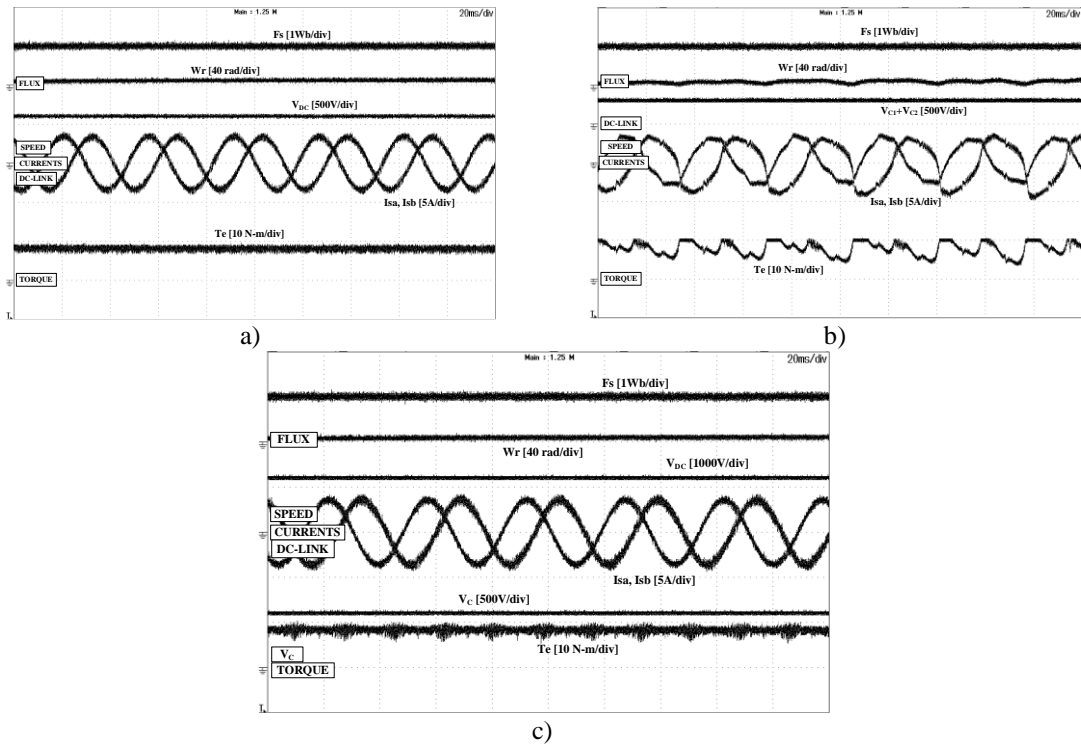 Main : 1.25 M 20ms/div
Fs [1Wb/div]
Wr [40 rad/div]
FLUX
VDC [500V/div]
SPEED
CURRENTS
DC-LINK
Isa, Isb [5A/div]
Te [10 N-m/div]
TORQUE
a)
Main : 1.25 M 20ms/div
Fs [1Wb/div]
Wr [40 rad/div]
FLUX
VC1+VC2 [500V/div]
DC-LINK
SPEED
CURRENTS
Isa, Isb [5A/div]
Te [10 N-m/div]
TORQUE
b)
Main : 1.25 M 20ms/div
Fs [1Wb/div]
FLUX
Wr [40 rad/div]
VDC [1000V/div]
SPEED
CURRENTS
DC-LINK
Isa, Isb [5A/div]
VC [500V/div]
Te [10 N-m/div]
VC
TORQUE
c)